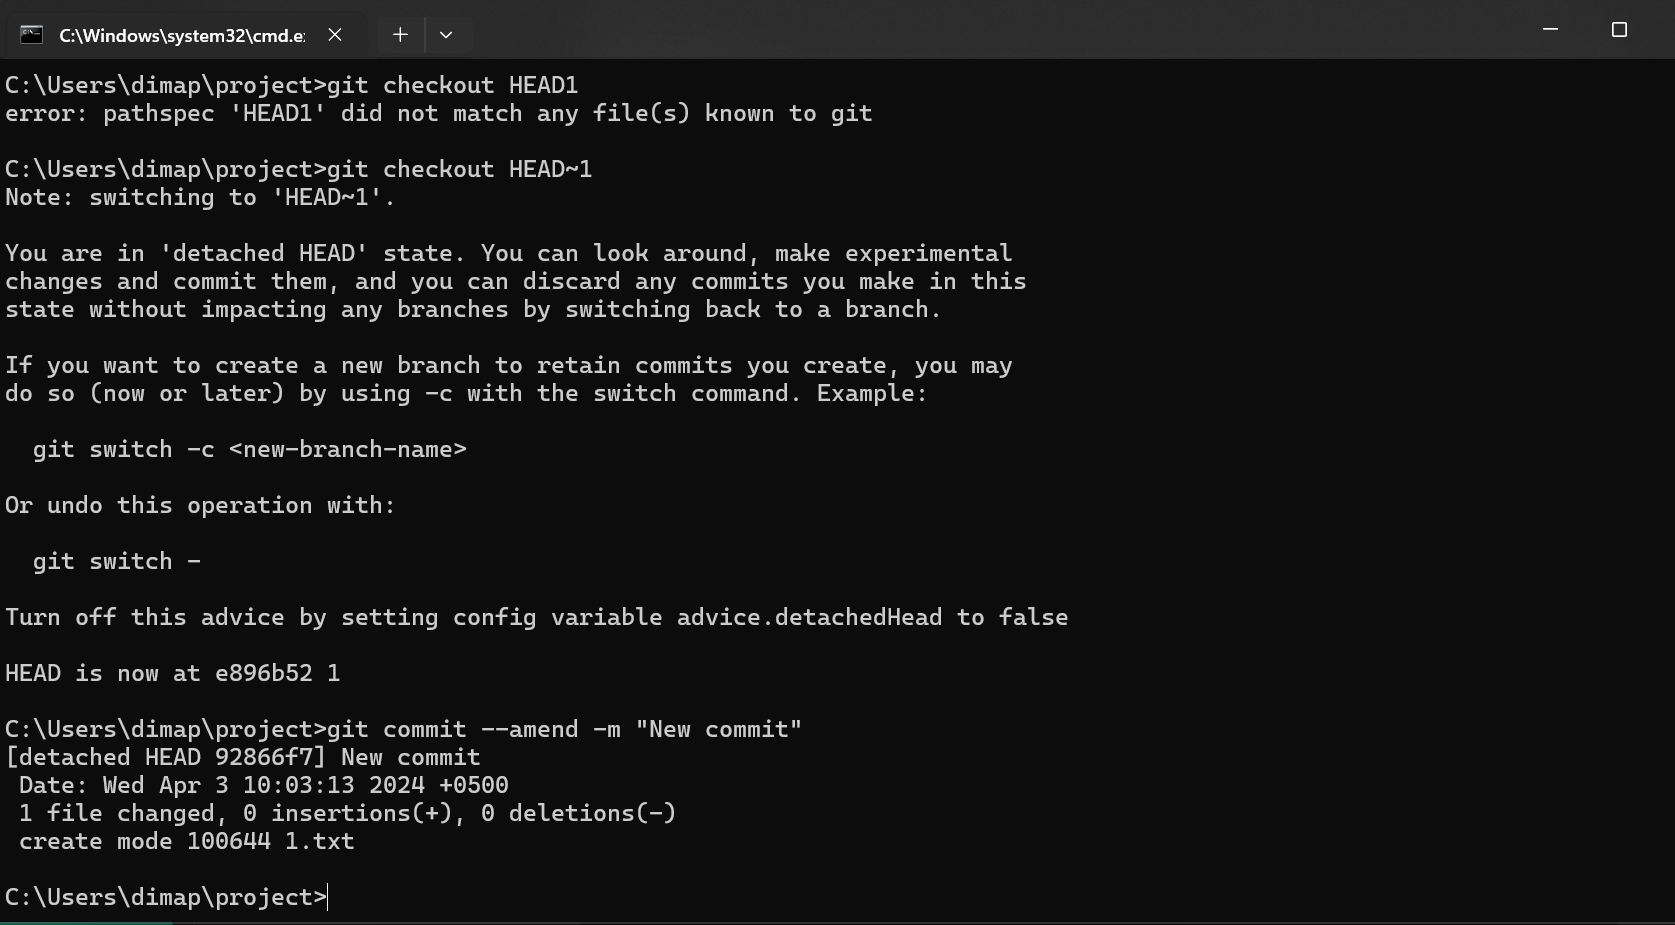 C:\Windows\system32\cmd.e
C:\Users\dimap\project>git checkout HEAD1
error: pathspec 'HEAD1' did not match any file(s) known to git
C:\Users\dimap\project>git checkout HEAD~1
Note: switching to 'HEAD~1'.
You are in 'detached HEAD' state. You can look around, make experimental
changes and commit them, and you can discard any commits you make in this
state without impacting any branches by switching back to a branch.
If you want to create a new branch to retain commits you create, you may
do so (now or later) by using -c with the switch command. Example:
git switch -c <new-branch-name>
Or undo this operation with:
git switch -
Turn off this advice by setting config variable advice.detachedHead to false
HEAD is now at e896b52 1
C:\Users\dimap\project>git commit --amend -m "New commit"
[detached HEAD 92866f7] New commit
Date: Wed Apr 3 10:03:13 2024 +0500
1 file changed, 0 insertions(+), 0 deletions(-)
create mode 100644 1.txt
C:\Users\dimap\project>